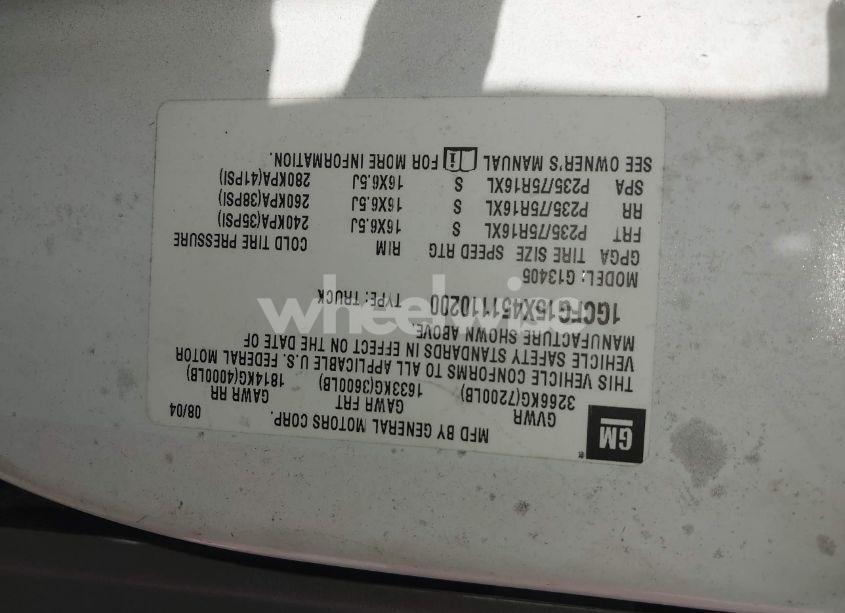 MFD BY GENERAL MOTORS CORP.
08/04
GM
GVWR GAWR FRT GAWR RR
3266KG(7200LB) 1633KG(3600LB) 1814KG(4000LB)
THIS VEHICLE CONFORMS TO ALL APPLICABLE U.S. FEDERAL MOTOR
VEHICLE SAFETY STANDARDS IN EFFECT ON THE DATE OF
MANUFACTURE SHOWN ABOVE.
1GCFG15X451110200 TYPE: TRUCK
MODEL: G13405
GPGA TIRE SIZE SPEED RTG RIM COLD TIRE PRESSURE
FRT P235/75R16XL S 16X6.5J 240KPA(35PSI)
RR P235/75R16XL S 16X6.5J 260KPA(38PSI)
SPA P235/75R16XL S 16X6.5J 280KPA(41PSI)
SEE OWNER'S MANUAL FOR MORE INFORMATION.
wheelwise